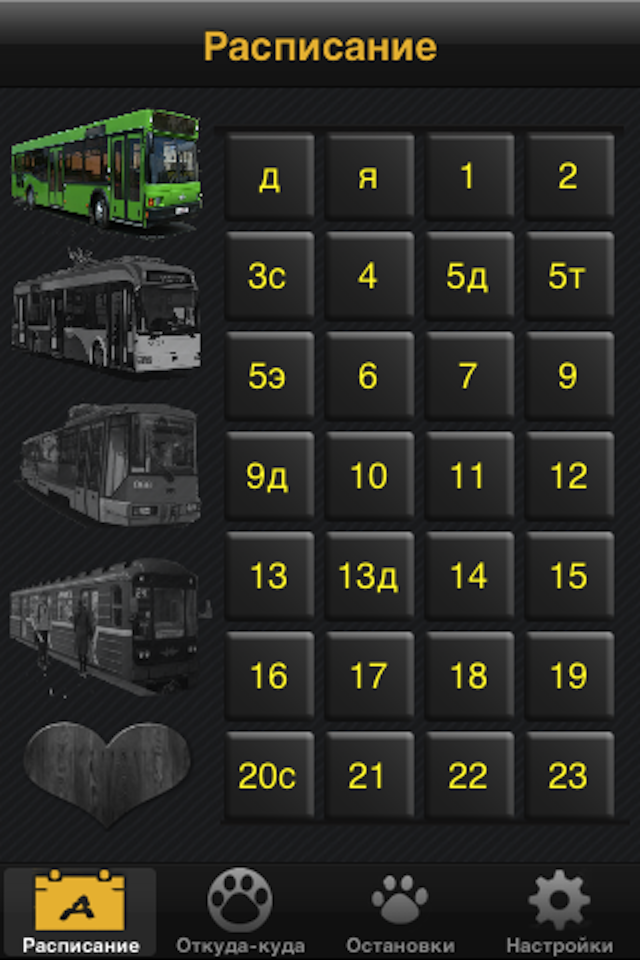 Расписание
д я 1 2
3с 4 5д 5т
5э 6 7 9
9д 10 11 12
13 13д 14 15
16 17 18 19
20с 21 22 23
А
Расписание Откуда-куда Остановки Настройки